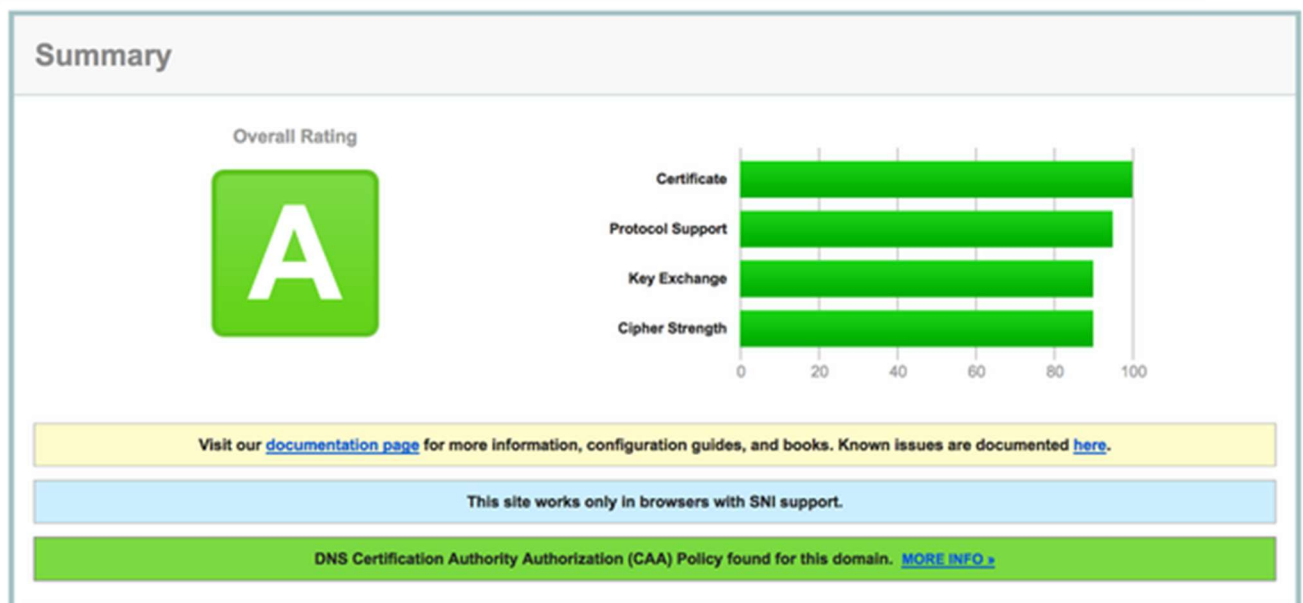 Summary
Overall Rating
A
Certificate
Protocol Support
Key Exchange
Cipher Strength
0 20 40 60 80 100
Visit our documentation page for more information, configuration guides, and books. Known issues are documented here.
This site works only in browsers with SNI support.
DNS Certification Authority Authorization (CAA) Policy found for this domain. MORE INFO »